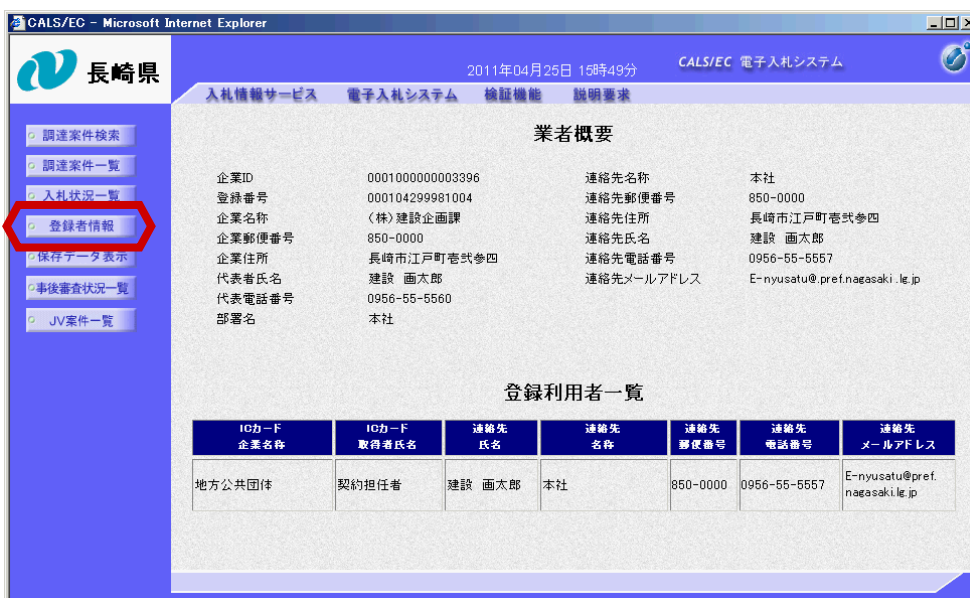 CALS/EC - Microsoft Internet Explorer
長崎県
2011年04月25日 15時49分
CALS/EC 電子入札システム
入札情報サービス 電子入札システム 検証機能 説明要求
調達案件検索
調達案件一覧
入札状況一覧
登録者情報
保存データ表示
事後審査状況一覧
JV案件一覧
業者概要
企業ID 0001000000003396 連絡先名称 本社
登録番号 000104299981004 連絡先郵便番号 850-0000
企業名称 (株)建設企画課 連絡先住所 長崎市江戸町壱弐参四
企業郵便番号 850-0000 連絡先氏名 建設 画太郎
企業住所 長崎市江戸町壱弐参四 連絡先電話番号 0956-55-5557
代表者氏名 建設 画太郎 連絡先メールアドレス E-nyusatu@.pref.nagasaki .lg.jp
代表電話番号 0956-55-5560
部署名 本社
登録利用者一覧
ICカード 企業名称 ICカード 取得者氏名 連絡先 氏名 連絡先 名称 連絡先 郵便番号 連絡先 電話番号 連絡先 メールアドレス
地方公共団体 契約担任者 建設 画太郎 本社 850-0000 0956-55-5557 E-nyusatu@pref.
nagasaki.lg.jp